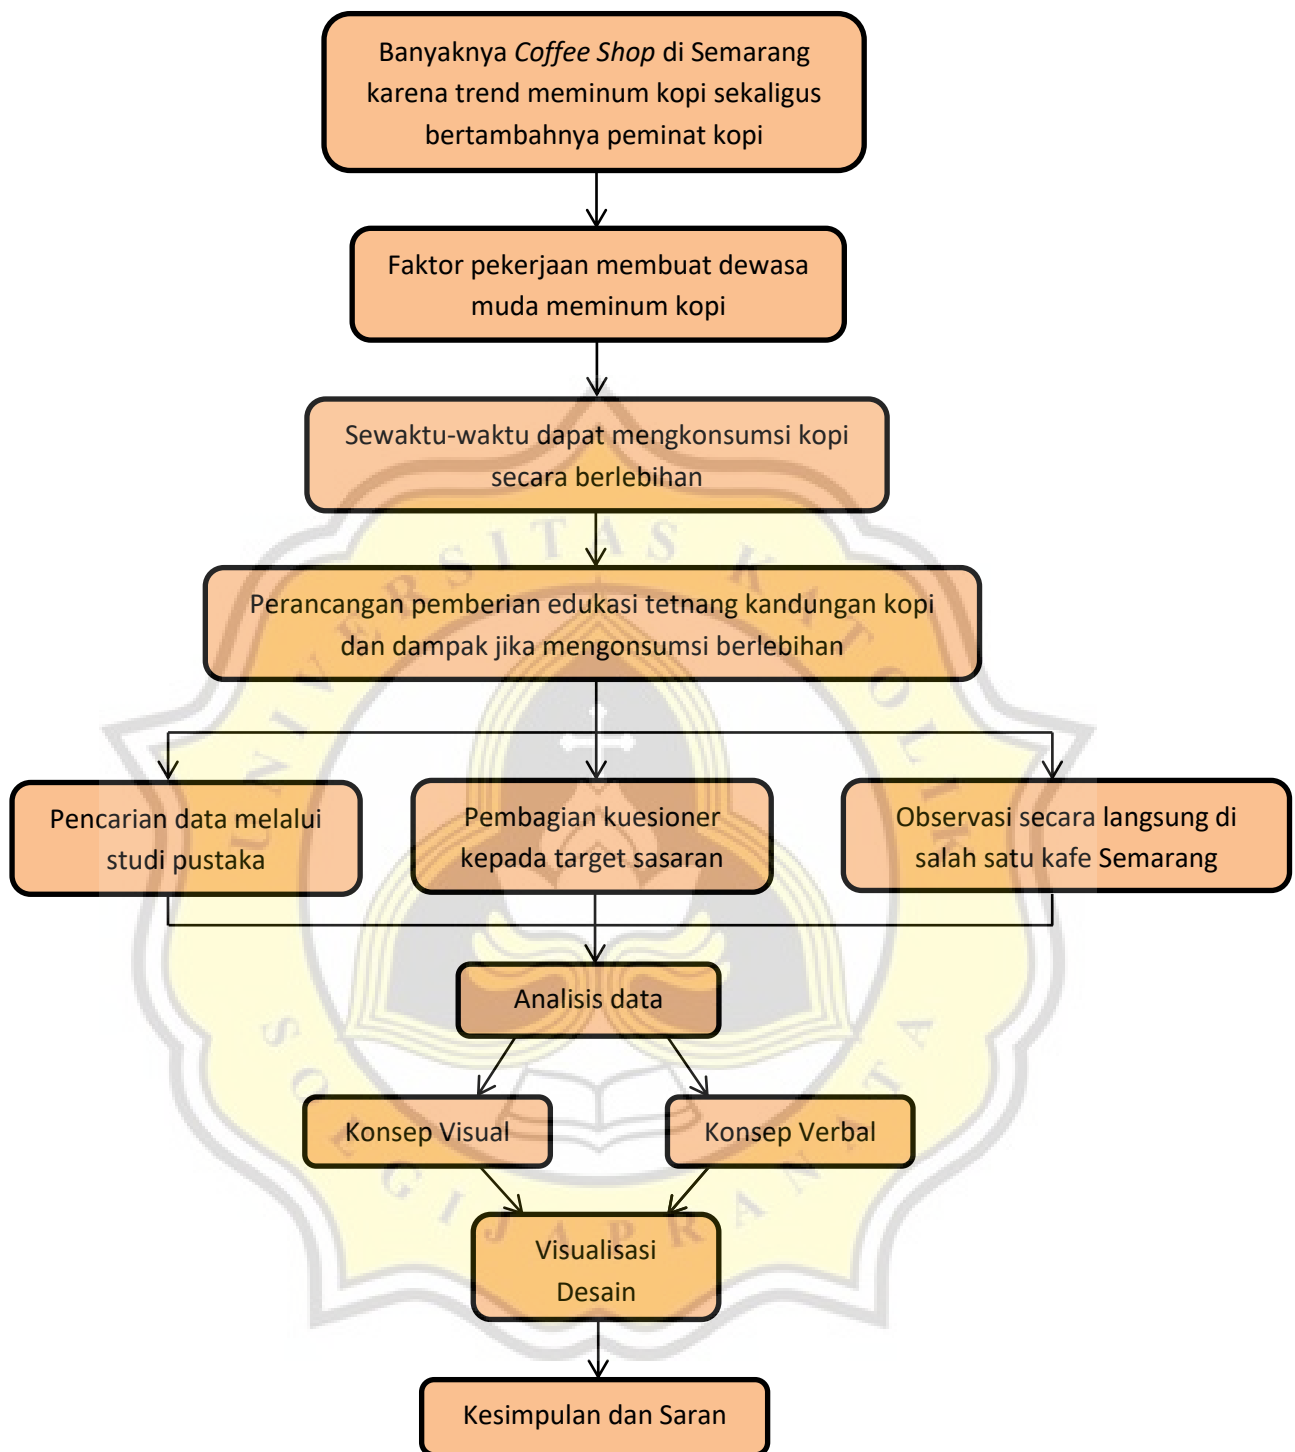 Banyaknya Coffee Shop di Semarang
karena trend meminum kopi sekaligus
bertambahnya peminat kopi
Faktor pekerjaan membuat dewasa
muda meminum kopi
Sewaktu-waktu dapat mengkonsumsi kopi
secara berlebihan
Perancangan pemberian edukasi tetnang kandungan kopi
dan dampak jika mengonsumsi berlebihan
Pencarian data melalui
studi pustaka
Pembagian kuesioner
kepada target sasaran
Observasi secara langsung di
salah satu kafe Semarang
Analisis data
Konsep Visual
Konsep Verbal
Visualisasi
Desain
Kesimpulan dan Saran
UNIVERSITAS KATOLIK
SOEGIJAPRANATA